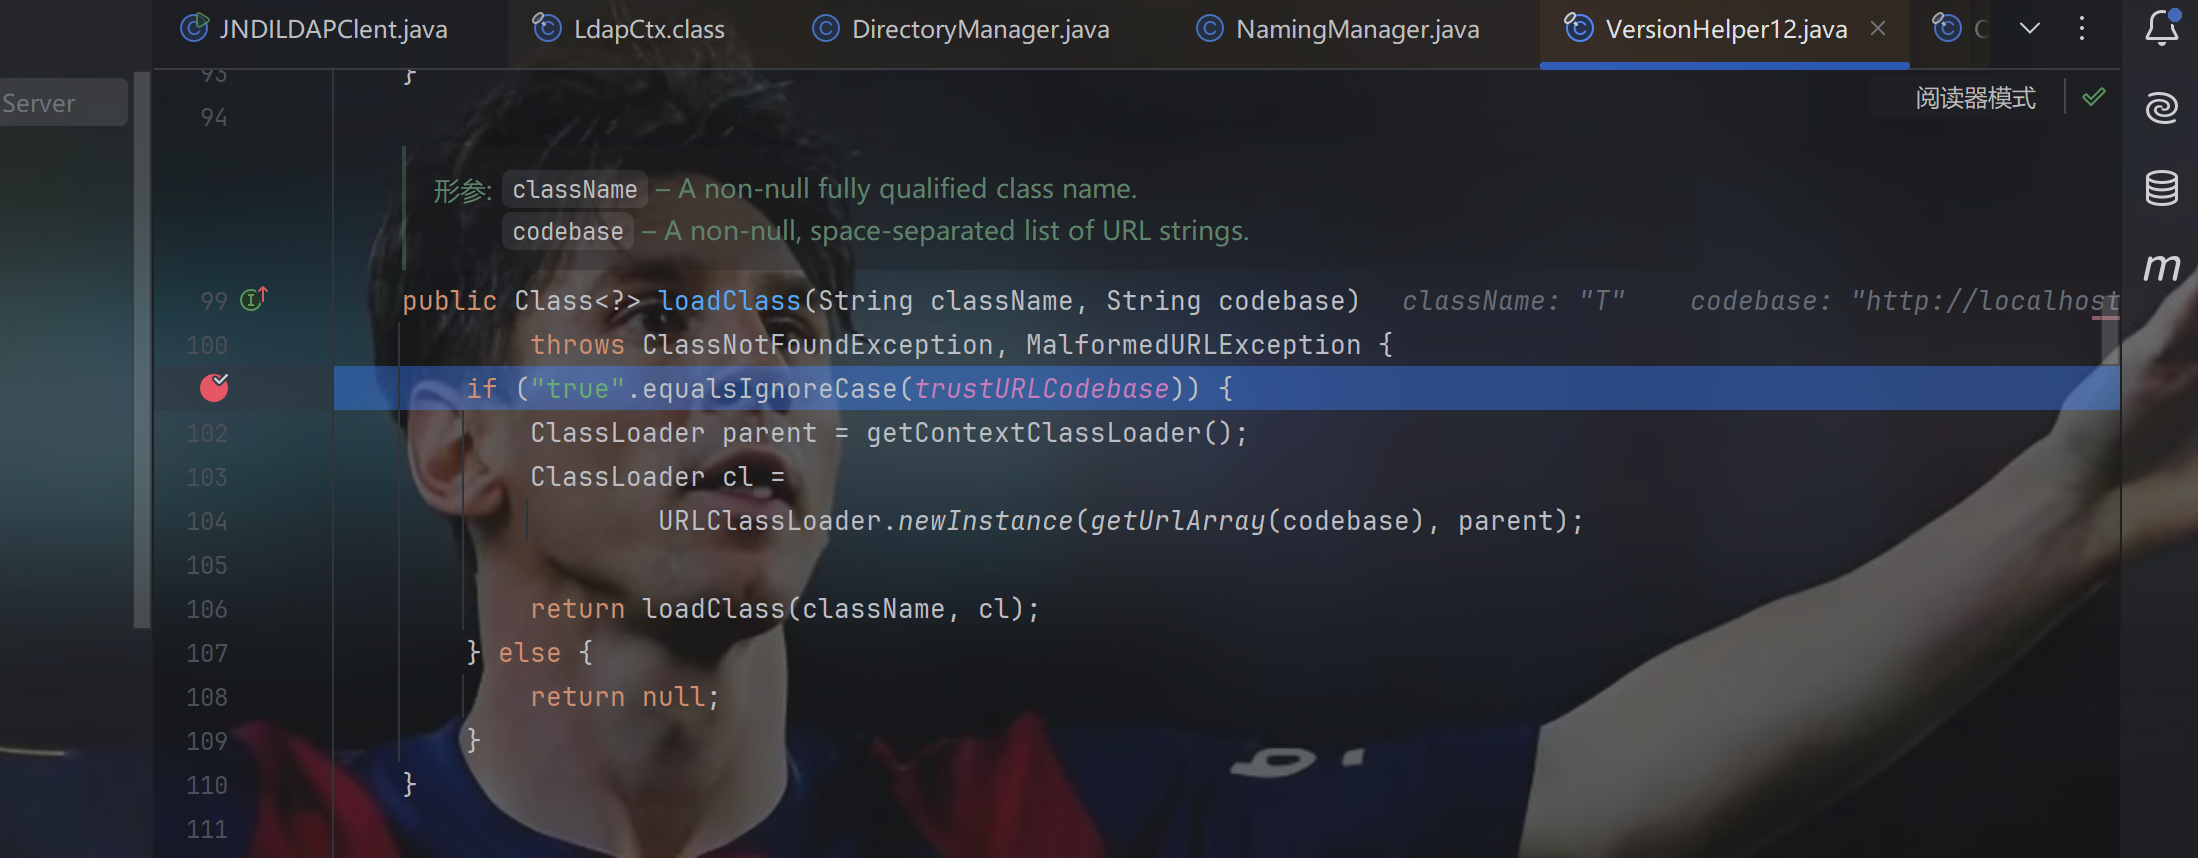 JNDILDAPClent.java LdapCtx.class DirectoryManager.java NamingManager.java VersionHelper12.java
Server
阅读器模式
93 }
94
形参: className – A non-null fully qualified class name.
codebase – A non-null, space-separated list of URL strings.
99 public Class<?> loadClass(String className, String codebase) className: "T" codebase: "http://localhost
100 throws ClassNotFoundException, MalformedURLException {
if ("true".equalsIgnoreCase(trustURLCodebase)) {
102 ClassLoader parent = getContextClassLoader();
103 ClassLoader cl =
104 URLClassLoader.newInstance(getUrlArray(codebase), parent);
105
106 return loadClass(className, cl);
107 } else {
108 return null;
109 }
110 }
111